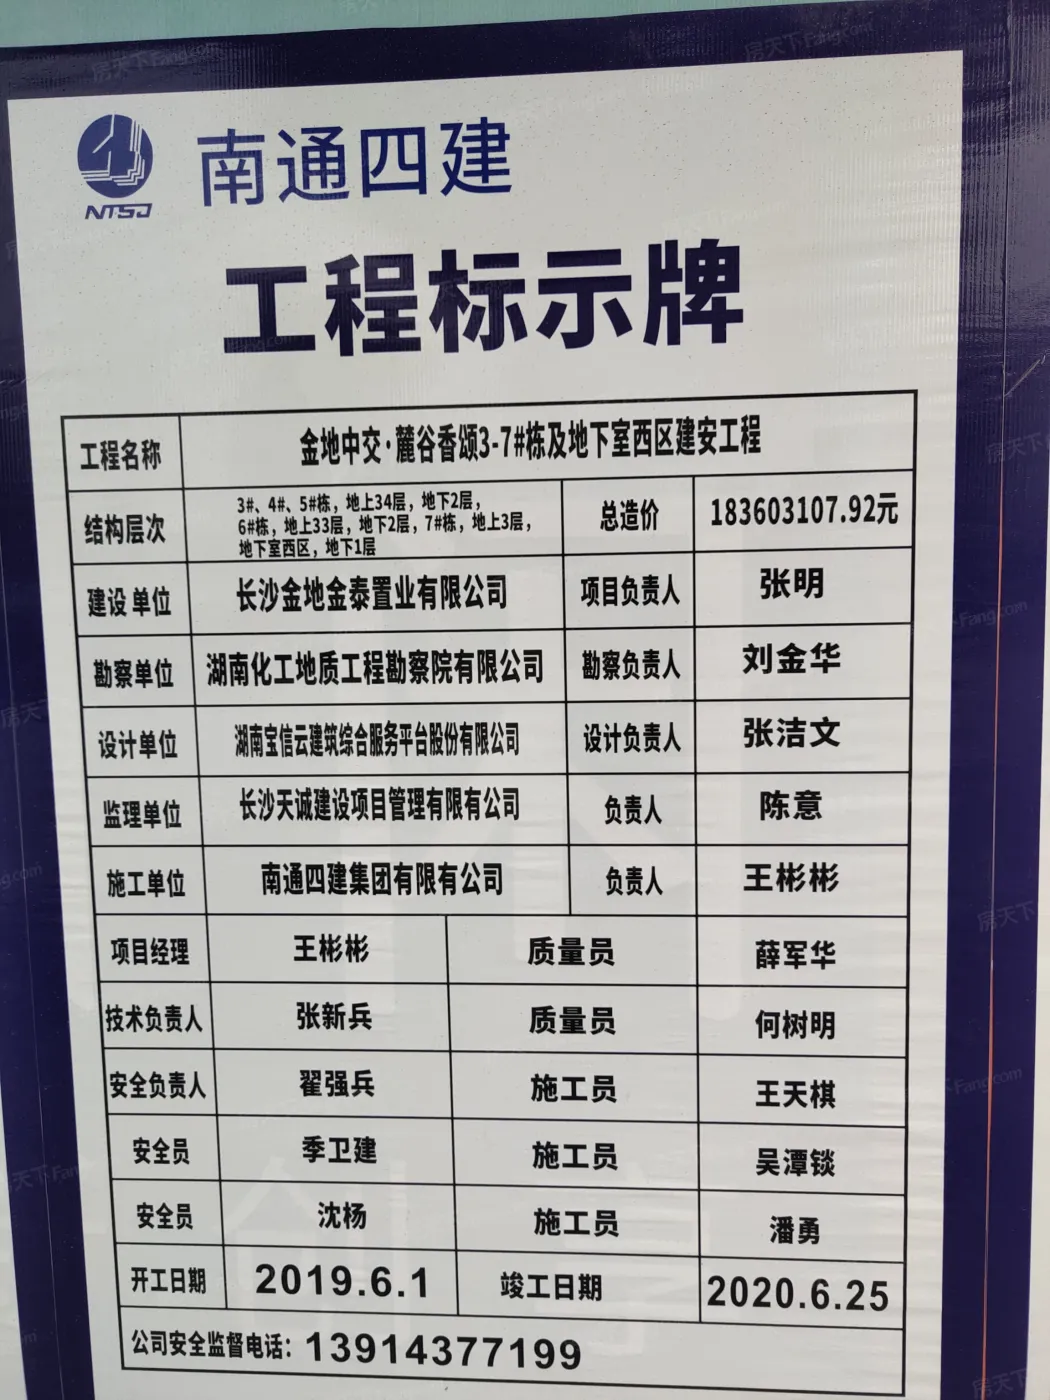 NTSJ
南通四建
工程标示牌
工程名称 金地中交·麓谷香颂3-7#栋及地下室西区建安工程
结构层次 3#、4#、5#栋，地上34层，地下2层，
6#栋，地上33层，地下2层，7#栋，地上3层，
地下室西区，地下1层
总造价 183603107.92元
建设单位 长沙金地金泰置业有限公司 项目负责人 张明
勘察单位 湖南化工地质工程勘察院有限公司 勘察负责人 刘金华
设计单位 湖南宝信云建筑综合服务平台股份有限公司 设计负责人 张洁文
监理单位 长沙天诚建设项目管理有限有公司 负责人 陈意
施工单位 南通四建集团有限有公司 负责人 王彬彬
项目经理 王彬彬 质量员 薛军华
技术负责人 张新兵 质量员 何树明
安全负责人 翟强兵 施工员 王天棋
安全员 季卫建 施工员 吴潭锬
安全员 沈杨 施工员 潘勇
开工日期 2019.6.1 竣工日期 2020.6.25
公司安全监督电话：13914377199
房天下Fang.com